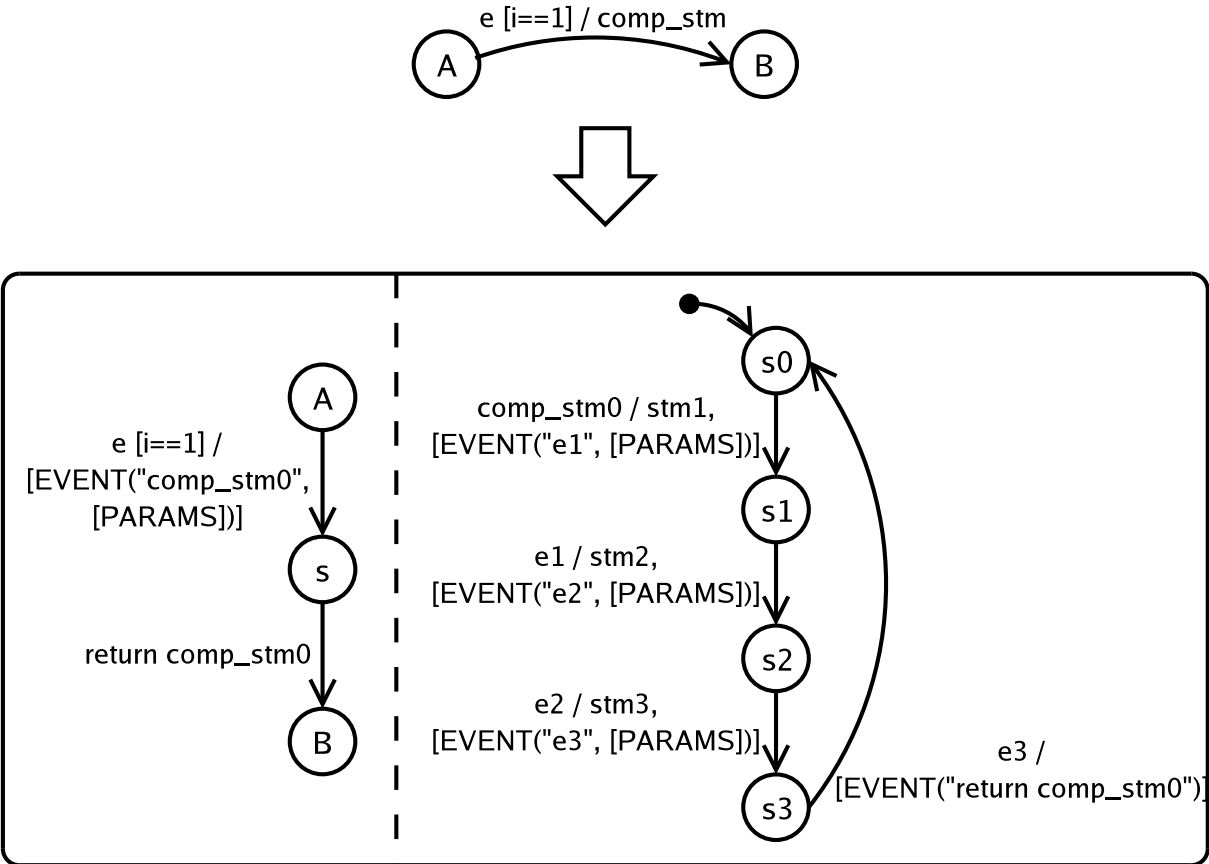 e [i==1] / comp_stm
A
B
A
e [i==1] /
[EVENT("comp_stm0",
[PARAMS])]
s
return comp_stm0
B
s0
comp_stm0 / stm1,
[EVENT("e1", [PARAMS])]
s1
e1 / stm2,
[EVENT("e2", [PARAMS])]
s2
e2 / stm3,
[EVENT("e3", [PARAMS])]
s3
e3 /
[EVENT("return comp_stm0")]